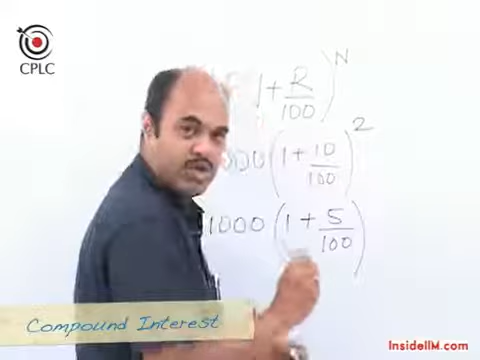 CPLC
1 + R/100)^N
000 (1 + 10/100)^2
1000 (1 + 5/100)
Compound Interest
InsideIIM.com